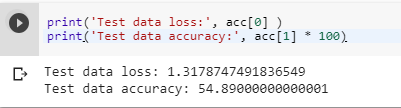 print('Test data loss:', acc[0] )
print('Test data accuracy:', acc[1] * 100)
Test data loss: 1.3178747491836549
Test data accuracy: 54.89000000000001